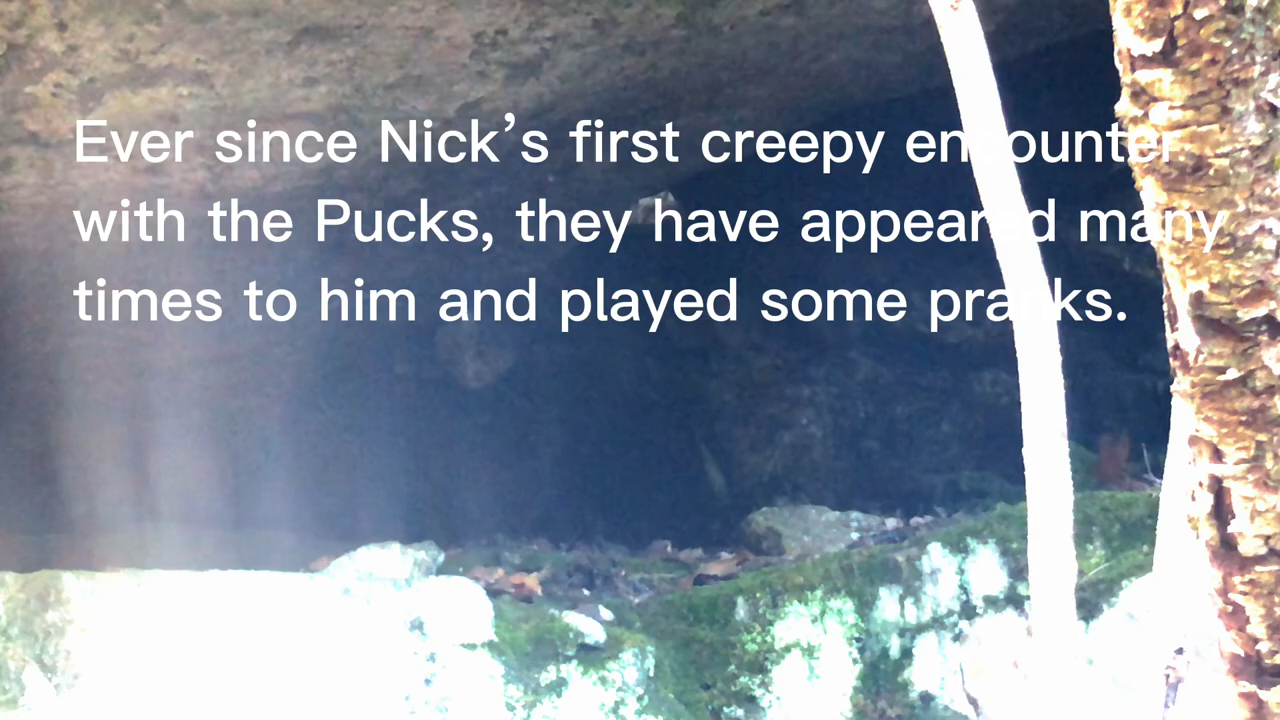 Ever since Nick’s first creepy encounter
with the Pucks, they have appeared many
times to him and played some pranks.